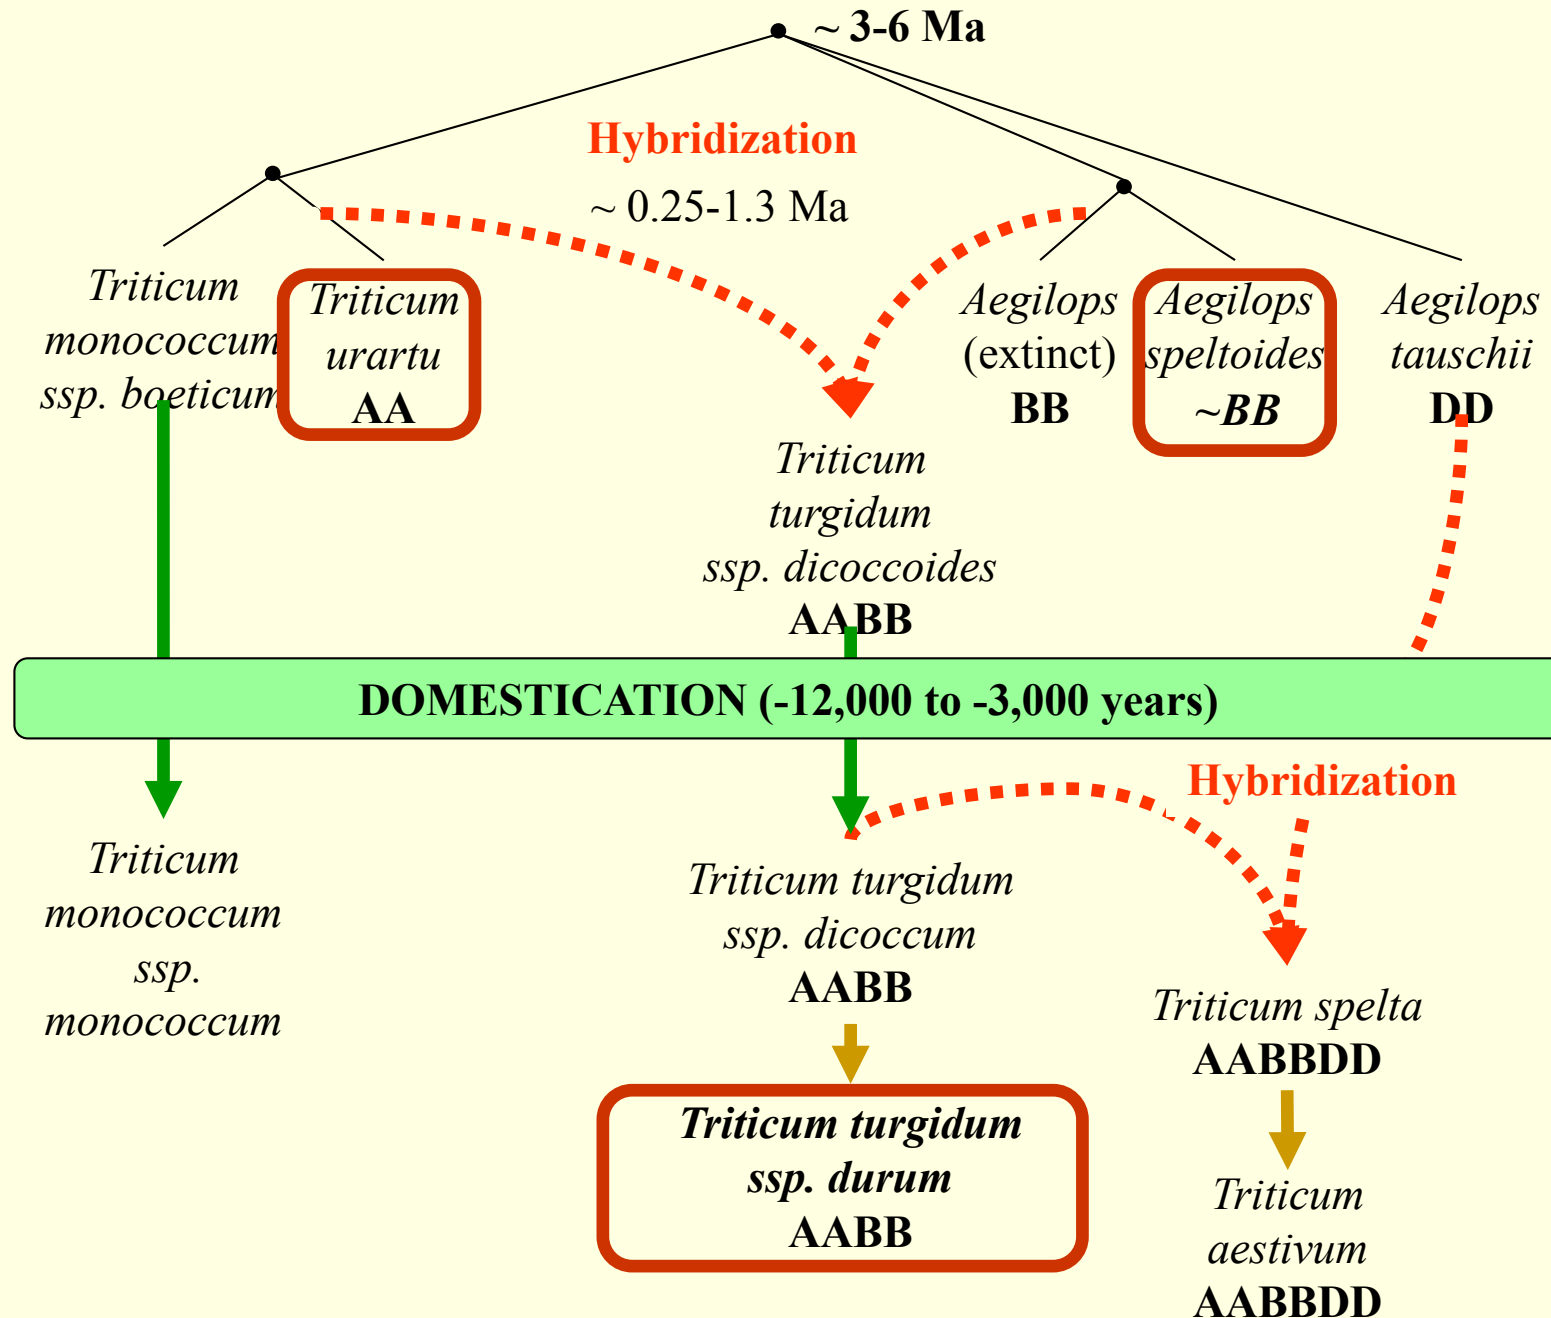 ~ 3-6 Ma
Hybridization
~ 0.25-1.3 Ma
Triticum
monococcum
ssp. boeticum
Triticum
urartu
AA
Aegilops
(extinct)
BB
Aegilops
speltoides
~BB
Aegilops
tauschii
DD
Triticum
turgidum
ssp. dicoccoides
AABB
DOMESTICATION (-12,000 to -3,000 years)
Hybridization
Triticum
monococcum
ssp.
monococcum
Triticum turgidum
ssp. dicoccum
AABB
Triticum spelta
AABBDD
Triticum turgidum
ssp. durum
AABB
Triticum
aestivum
AABBDD